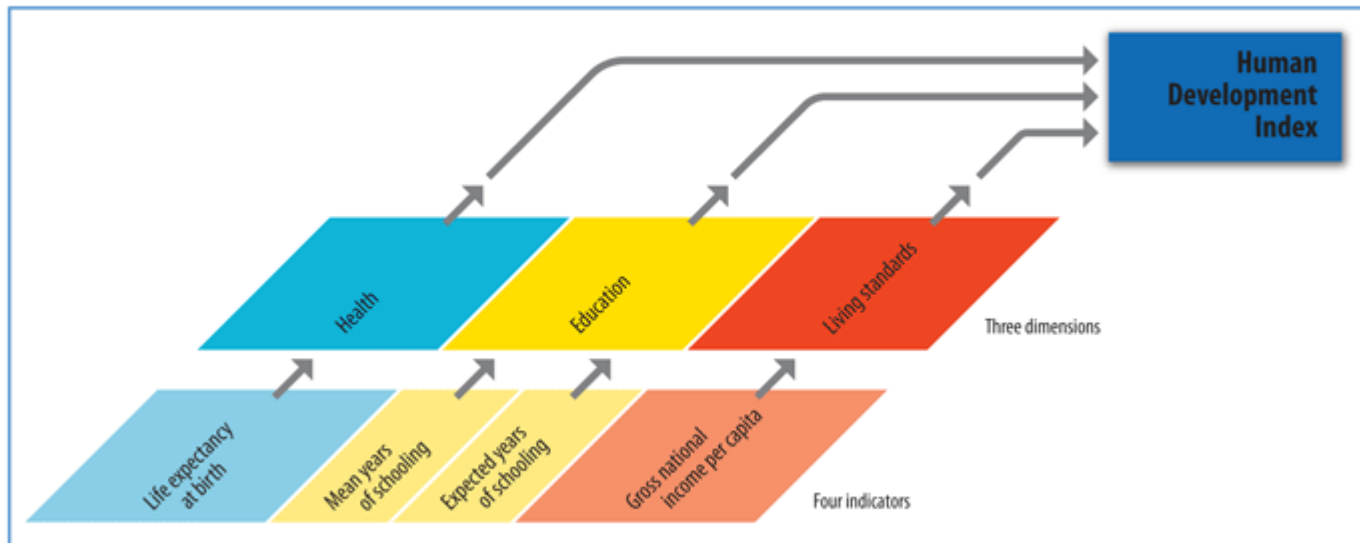 Human
Development
Index
Health
Education
Living standards
Three dimensions
Life expectancy
at birth
Mean years
of schooling
Expected years
of schooling
Gross national
income per capita
Four indicators